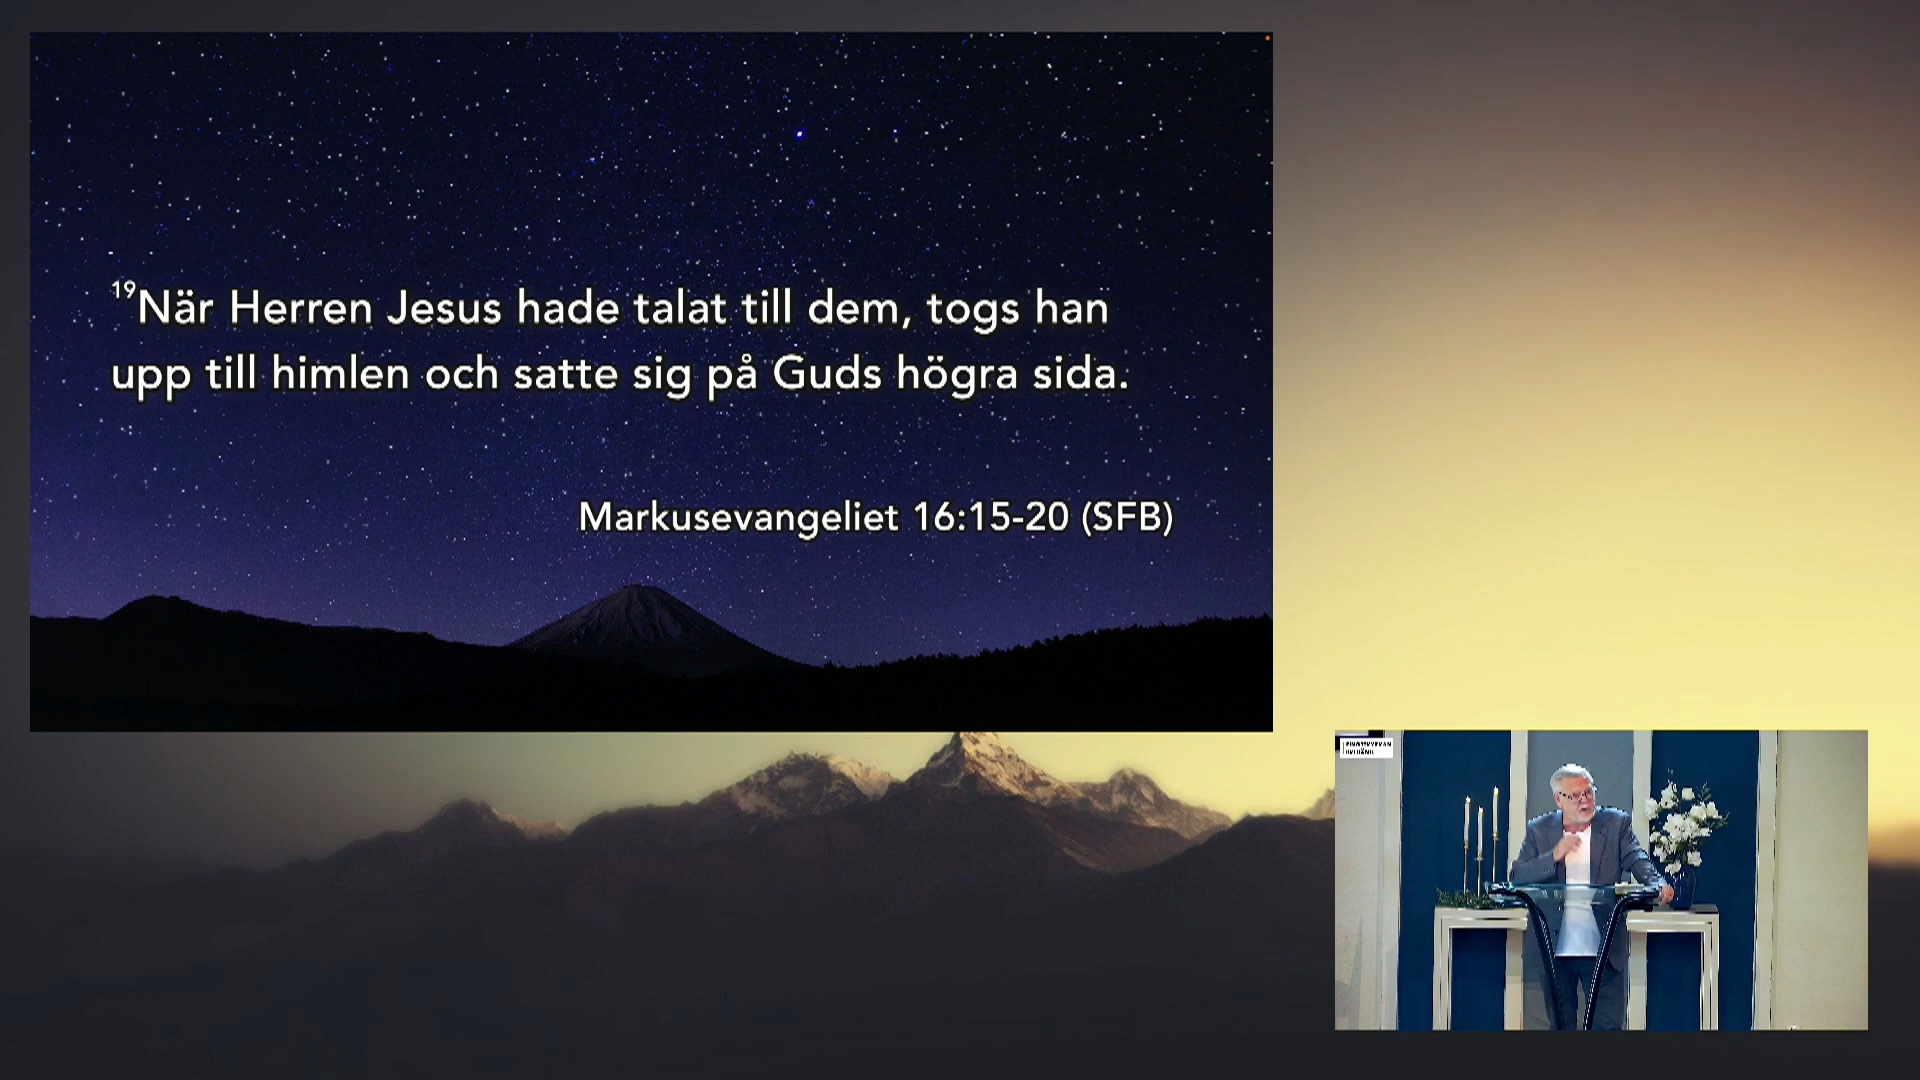 ¹⁹När Herren Jesus hade talat till dem, togs han
upp till himlen och satte sig på Guds högra sida.
Markusevangeliet 16:15-20 (SFB)